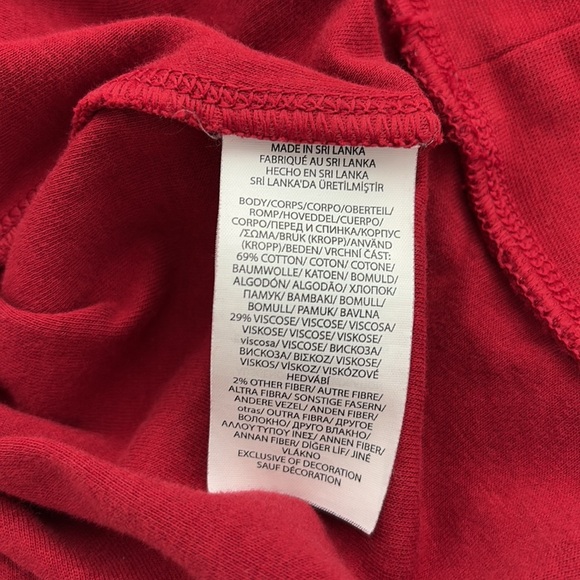 MADE IN SRI LANKA
FABRIQUÉ AU SRI LANKA
HECHO EN SRI LANKA
SRİ LANKA'DA ÜRETİLMİŞTİR
BODY/CORPS/CORPO/OBERTEIL/
ROMP/HOVEDDEL/CUERPO/
CORPO/ПЕРЕД И СПИНКА/КОРПУС
/ΣΩΜΑ/BRUK (KROPP)/ANVÄND
(KROPP)/BEDEN/ VRCHNÍ ČÁST:
69% COTTON/ COTON/ COTONE/
BAUMWOLLE/ KATOEN/ BOMULD/
ALGODÓN/ ALGODÃO/ ХЛОПОК/
ПАМУК/ ΒΑΜΒΑΚΙ/ BOMULL/
BOMULL/ PAMUK/ BAVLNA
29% VISCOSE/ VISCOSE/ VISCOSA/
VISKOSE/ VISCOSE/ VISKOSE/
viscosa/ VISCOSE/ ВИСКОЗА/
ВИСКОЗА/ ΒΙΣΚΟΖ/ VISKOSE/
VISKOS/ VİSKOZ/ VISKÓZOVÉ
HEDVÁBÍ
2% OTHER FIBER/ AUTRE FIBRE/
ALTRA FIBRA/ SONSTIGE FASERN/
ANDERE VEZEL/ ANDEN FIBER/
otras/ OUTRA FIBRA/ ДРУГОЕ
ВОЛОКНО/ ДРУГО ВЛАКНО/
ΑΛΛΟΥ ΤΥΠΟΥ ΙΝΕΣ/ ANNEN FIBER/
ANNAN FIBER/ DİĞER LİF/ JINÉ
VLÁKNO
EXCLUSIVE OF DECORATION
SAUF DÉCORATION